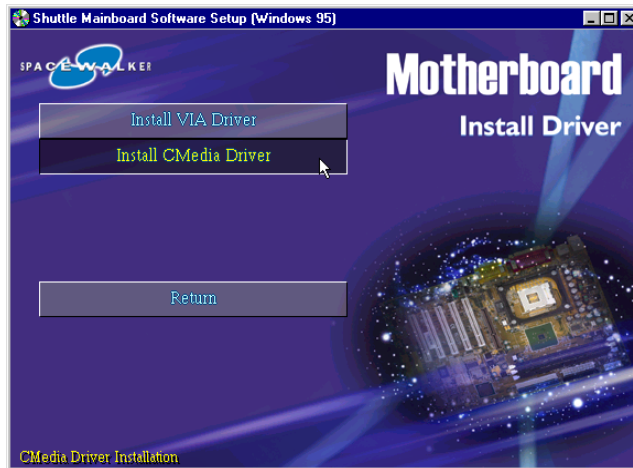 Shuttle Mainboard Software Setup (Windows 95)
SPACEWALKER
Motherboard
Install Driver
Install VIA Driver
Install CMedia Driver
Return
CMedia Driver Installation